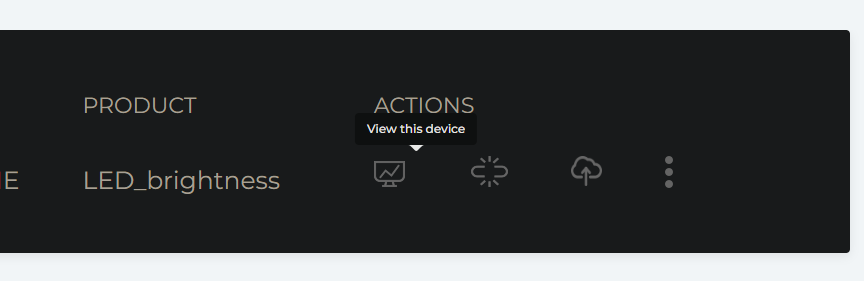 PRODUCT
ACTIONS
View this device
LED_brightness